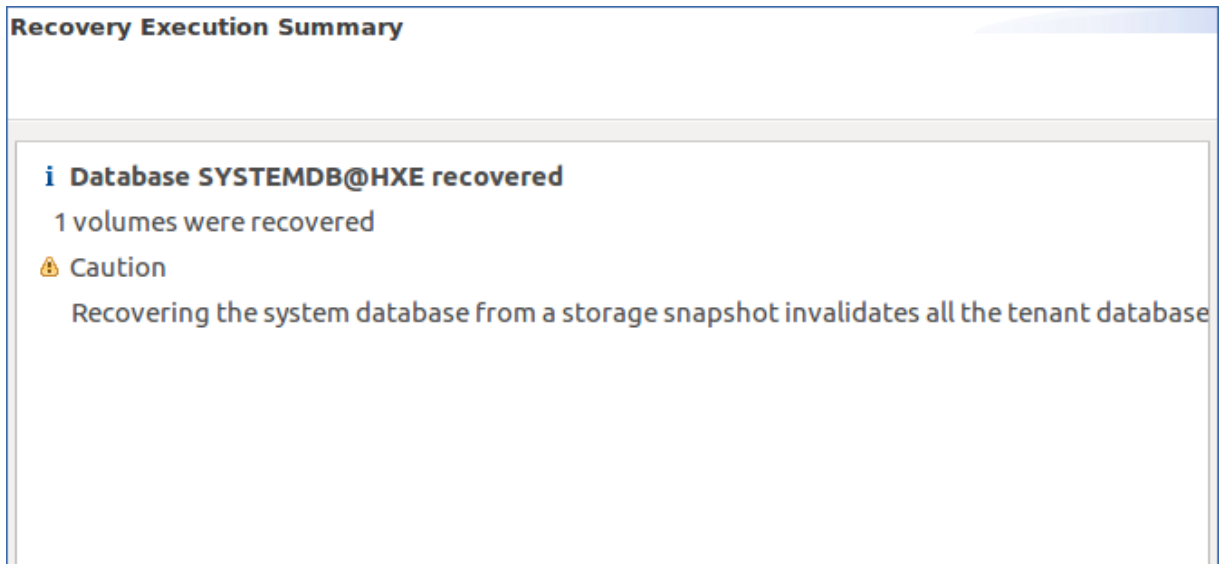 Recovery Execution Summary
i Database SYSTEMDB@HXE recovered
1 volumes were recovered
Caution
Recovering the system database from a storage snapshot invalidates all the tenant database